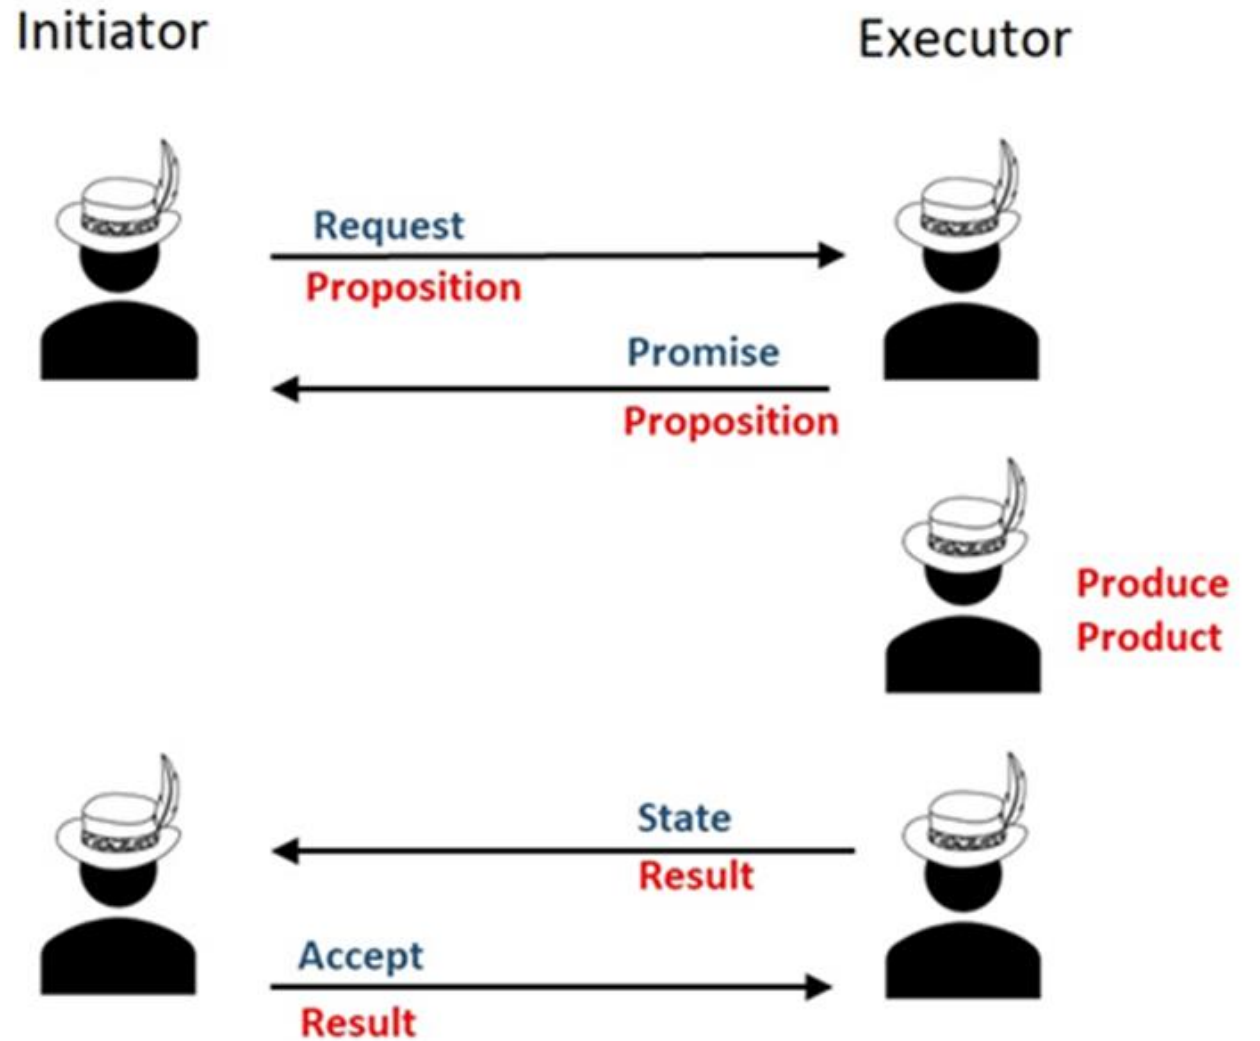 Initiator
Executor
Request
Proposition
Promise
Proposition
Produce
Product
State
Result
Accept
Result